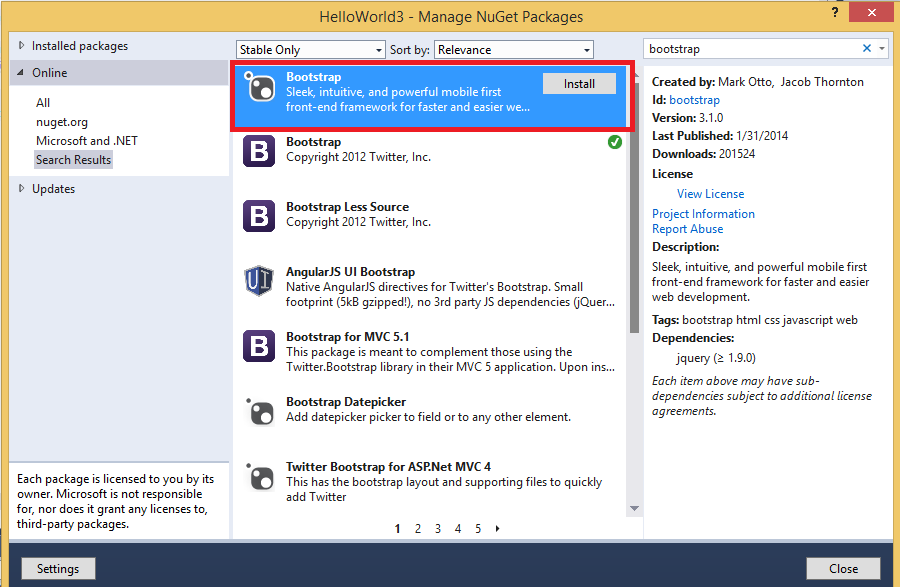 HelloWorld3 - Manage NuGet Packages
?
Installed packages
Online
All
nuget.org
Microsoft and .NET
Search Results
Updates
Each package is licensed to you by its
owner. Microsoft is not responsible
for, nor does it grant any licenses to,
third-party packages.
Settings
Stable Only
Sort by: Relevance
Bootstrap
Sleek, intuitive, and powerful mobile first
front-end framework for faster and easier we...
Install
B
Bootstrap
Copyright 2012 Twitter, Inc.
B
Bootstrap Less Source
Copyright 2012 Twitter, Inc.
UI
AngularJS UI Bootstrap
Native AngularJS directives for Twitter's Bootstrap. Small
footprint (5kB gzipped!), no 3rd party JS dependencies (jQuer...
B
Bootstrap for MVC 5.1
This package is meant to complement those using the
Twitter.Bootstrap library in their MVC 5 application. Upon ins...
Bootstrap Datepicker
Add datepicker picker to field or to any other element.
Twitter Bootstrap for ASP.Net MVC 4
This has the bootstrap layout and supporting files to quickly
add Twitter
1 2 3 4 5
bootstrap
Created by: Mark Otto, Jacob Thornton
Id: bootstrap
Version: 3.1.0
Last Published: 1/31/2014
Downloads: 201524
License
View License
Project Information
Report Abuse
Description:
Sleek, intuitive, and powerful mobile first
front-end framework for faster and easier
web development.
Tags: bootstrap html css javascript web
Dependencies:
jquery (≥ 1.9.0)
Each item above may have sub-
dependencies subject to additional license
agreements.
Close